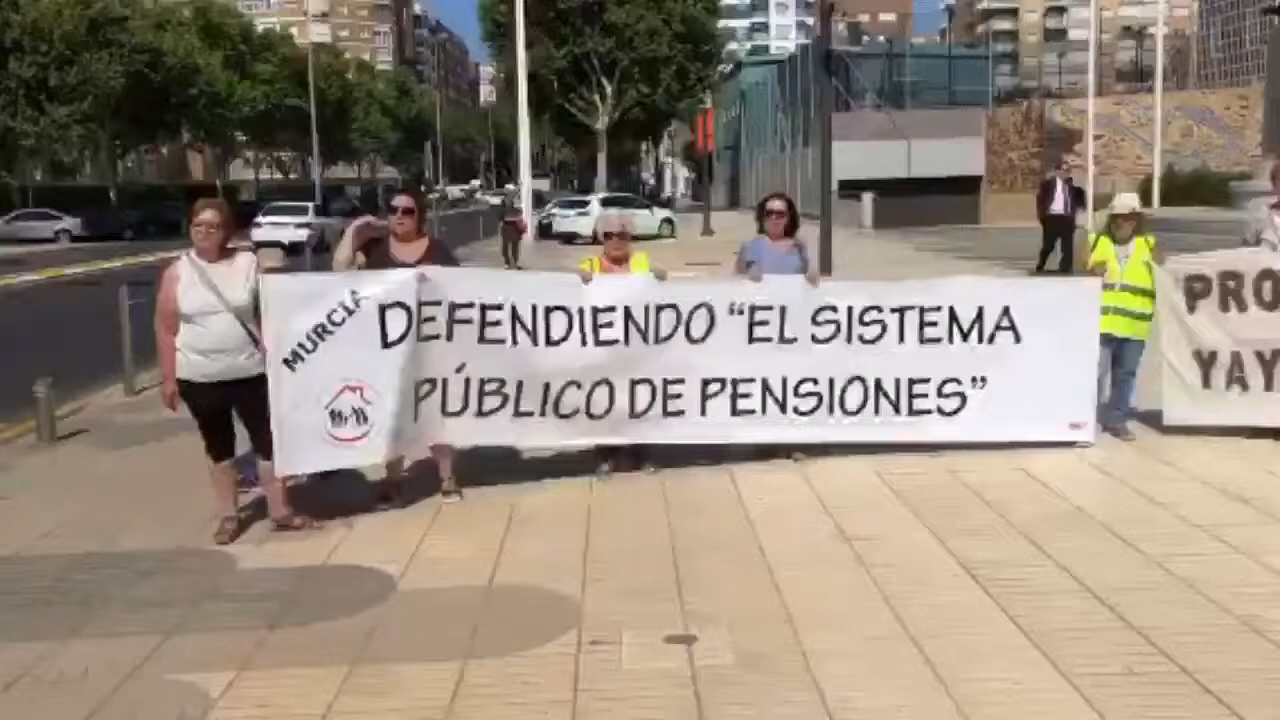 MURCIA
DEFENDIENDO “EL SISTEMA
PÚBLICO DE PENSIONES”
PRO
YAY